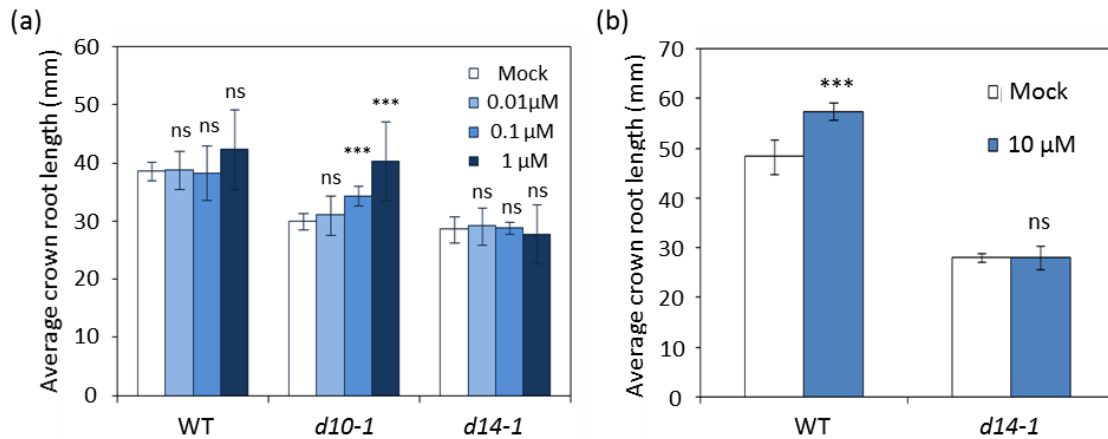 (a)
Average crown root length (mm)
60
50
40
30
20
10
0
Mock
0.01µM
0.1 µM
1 µM
ns
ns
ns
ns
***
***
ns
ns
ns
WT
d10-1
d14-1
(b)
Average crown root length (mm)
70
60
50
40
30
20
10
0
Mock
10 µM
***
ns
WT
d14-1